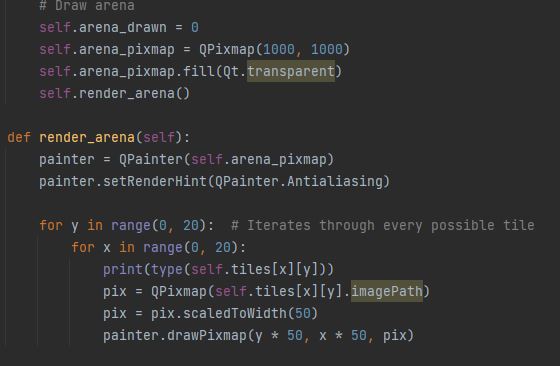 # Draw arena
self.arena_drawn = 0
self.arena_pixmap = QPixmap(1000, 1000)
self.arena_pixmap.fill(Qt.transparent)
self.render_arena()
def render_arena(self):
painter = QPainter(self.arena_pixmap)
painter.setRenderHint(QPainter.Antialiasing)
for y in range(0, 20):  # Iterates through every possible tile
for x in range(0, 20):
print(type(self.tiles[x][y]))
pix = QPixmap(self.tiles[x][y].imagePath)
pix = pix.scaledToWidth(50)
painter.drawPixmap(y * 50, x * 50, pix)